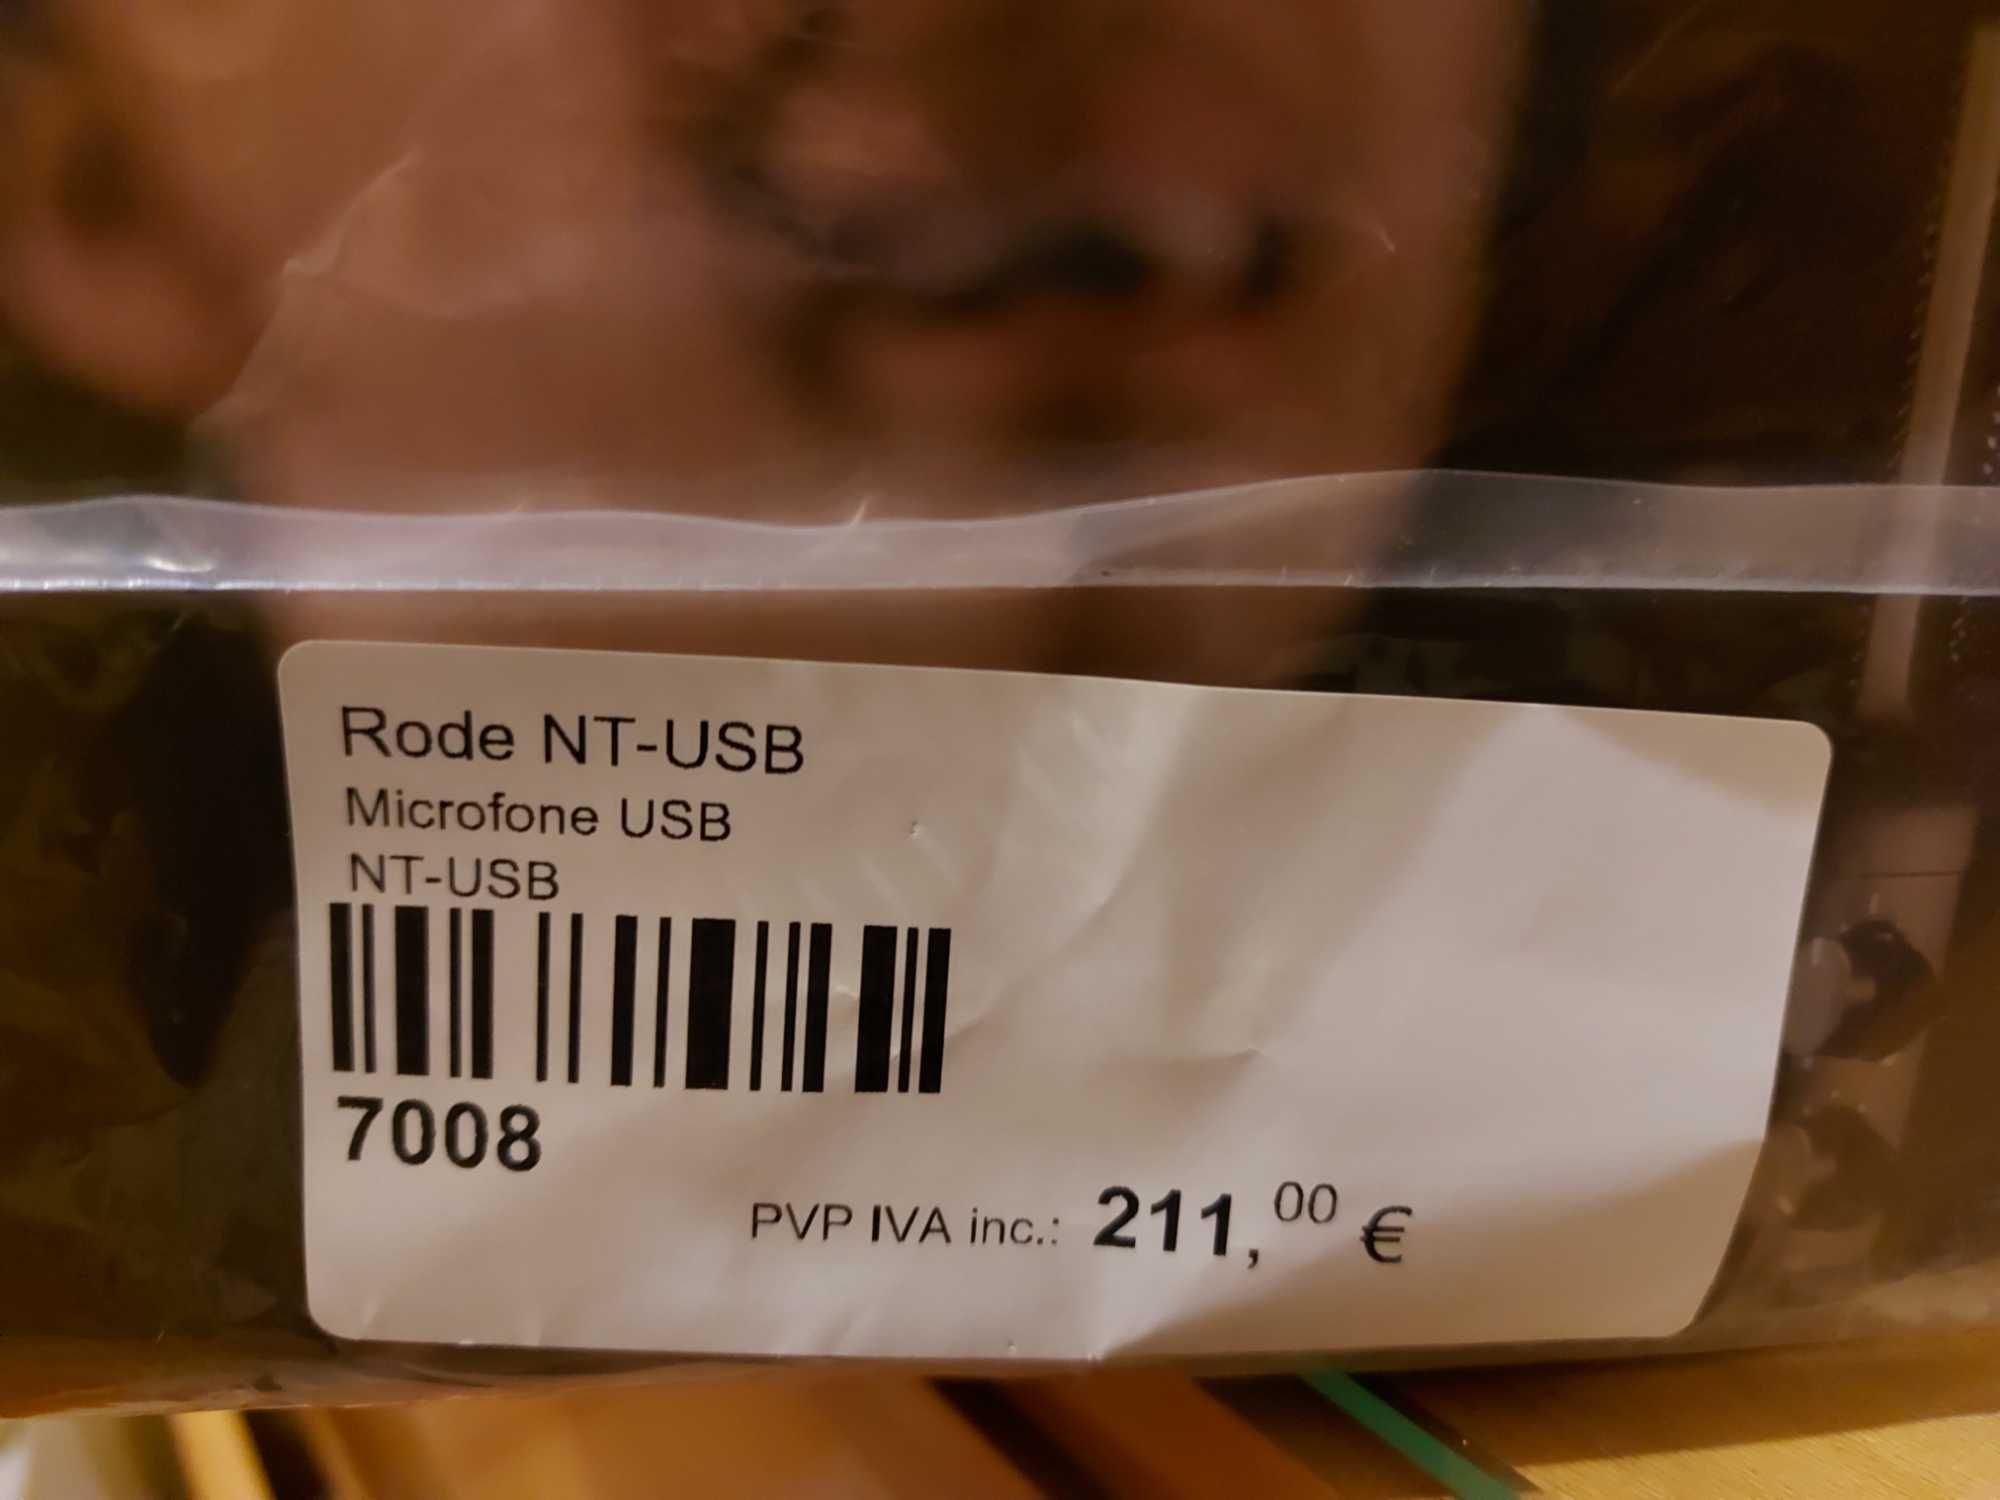 Rode NT-USB
Microfone USB
NT-USB
7008
PVP IVA inc.: 211,00 €